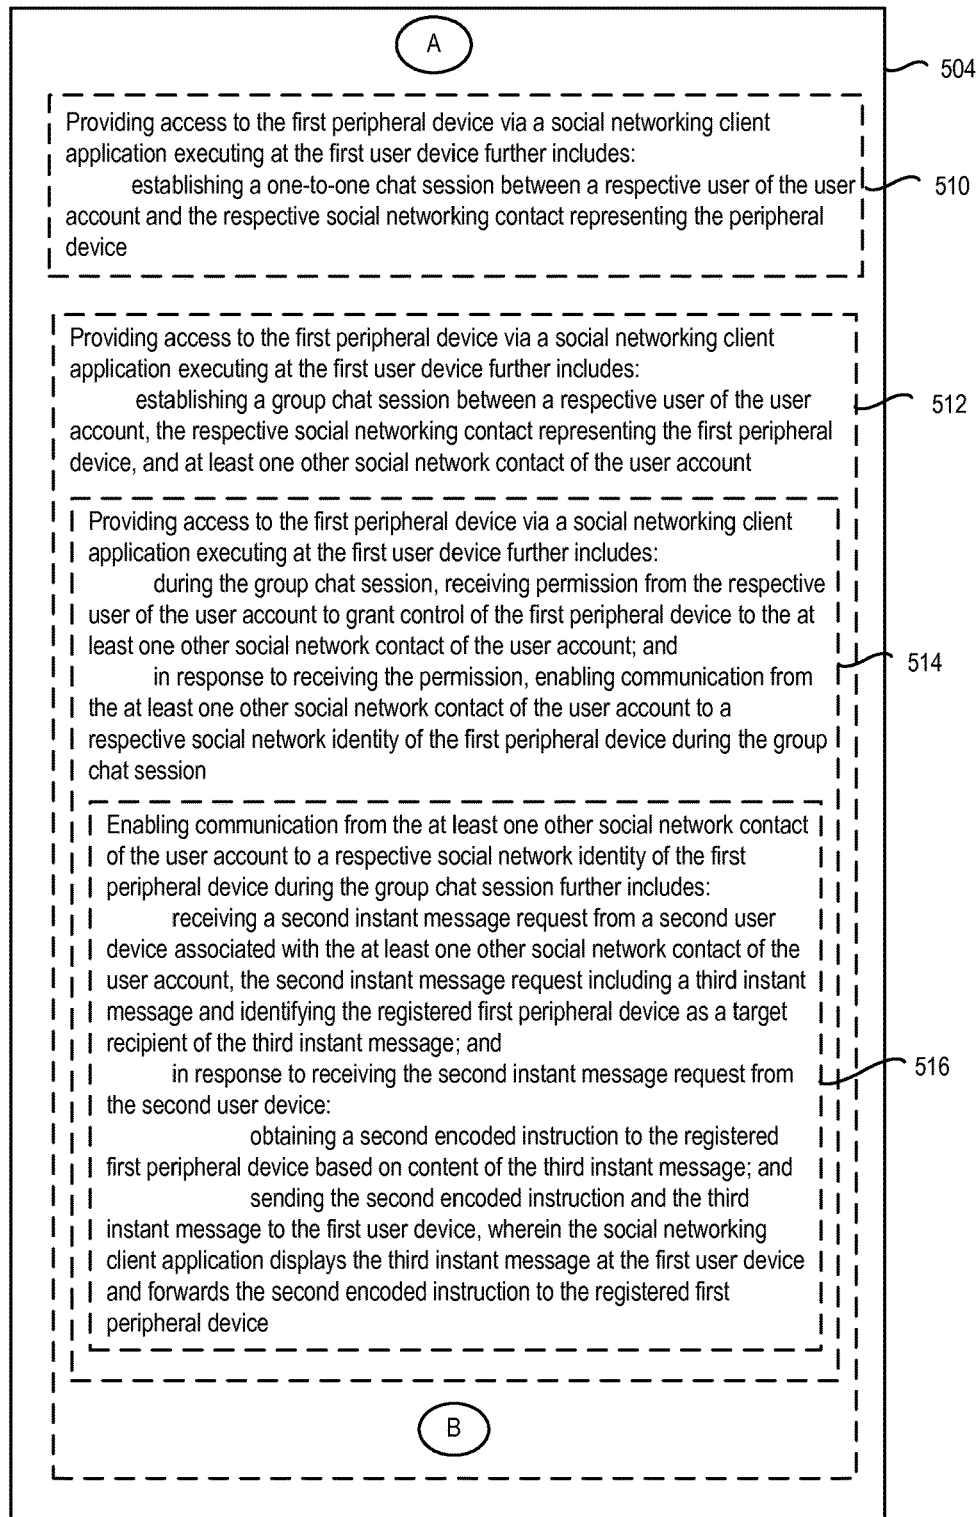 A
504
Providing access to the first peripheral device via a social networking client
application executing at the first user device further includes:
establishing a one-to-one chat session between a respective user of the user
account and the respective social networking contact representing the peripheral
device
510
Providing access to the first peripheral device via a social networking client
application executing at the first user device further includes:
establishing a group chat session between a respective user of the user
account, the respective social networking contact representing the first peripheral
device, and at least one other social network contact of the user account
512
Providing access to the first peripheral device via a social networking client
application executing at the first user device further includes:
during the group chat session, receiving permission from the respective
user of the user account to grant control of the first peripheral device to the at
least one other social network contact of the user account; and
in response to receiving the permission, enabling communication from
the at least one other social network contact of the user account to a
respective social network identity of the first peripheral device during the group
chat session
514
Enabling communication from the at least one other social network contact
of the user account to a respective social network identity of the first
peripheral device during the group chat session further includes:
receiving a second instant message request from a second user
device associated with the at least one other social network contact of the
user account, the second instant message request including a third instant
message and identifying the registered first peripheral device as a target
recipient of the third instant message; and
in response to receiving the second instant message request from
the second user device:
obtaining a second encoded instruction to the registered
first peripheral device based on content of the third instant message; and
sending the second encoded instruction and the third
instant message to the first user device, wherein the social networking
client application displays the third instant message at the first user device
and forwards the second encoded instruction to the registered first
peripheral device
516
B